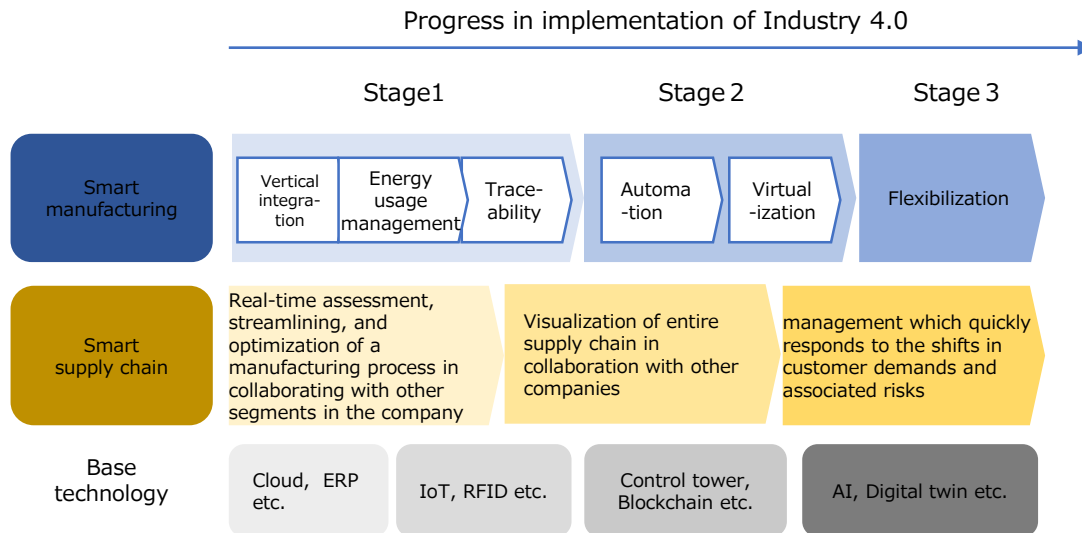 Progress in implementation of Industry 4.0
Stage1
Stage 2
Stage 3
Smart
manufacturing
Vertical
integra-
tion
Energy
usage
management
Trace-
ability
Automa
-tion
Virtual
-ization
Flexibilization
Smart
supply chain
Real-time assessment,
streamlining, and
optimization of a
manufacturing process in
collaborating with other
segments in the company
Visualization of entire
supply chain in
collaboration with other
companies
management which quickly
responds to the shifts in
customer demands and
associated risks
Base
technology
Cloud, ERP
etc.
IoT, RFID etc.
Control tower,
Blockchain etc.
AI, Digital twin etc.